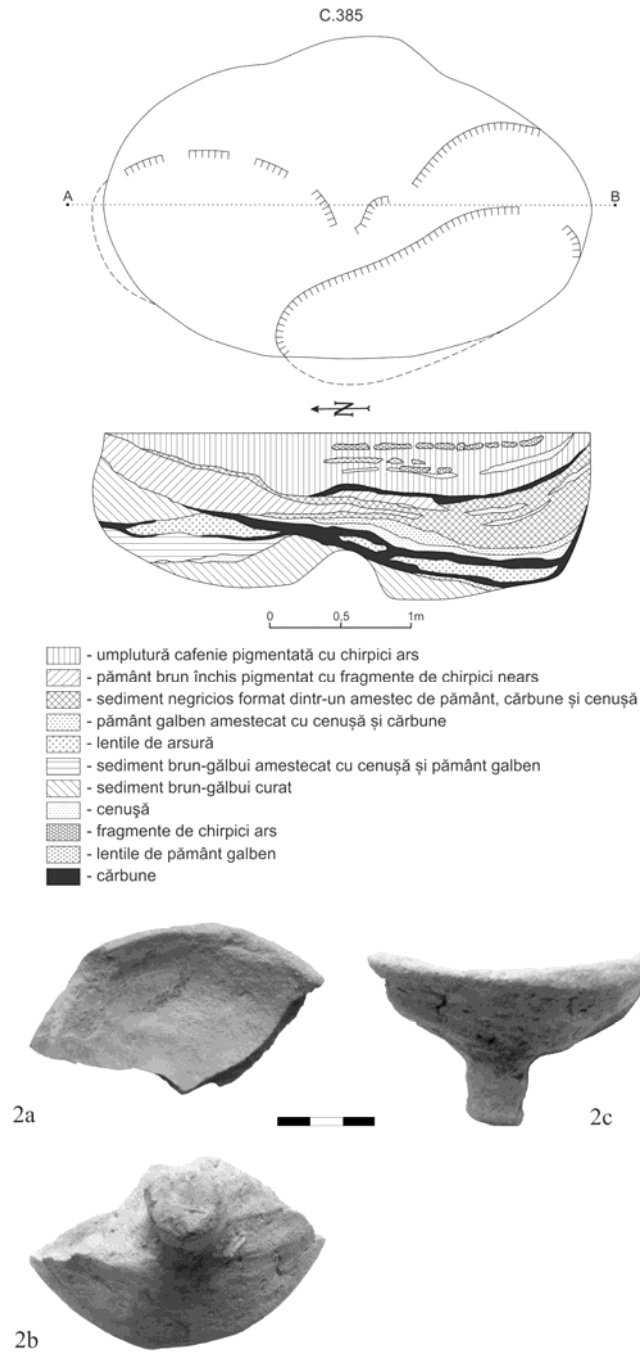 C.385
A
B
N
0 0,5 1m
- umplutură cafenie pigmentată cu chirpici ars
- pământ brun închis pigmentat cu fragmente de chirpici nears
- sediment negricios format dintr-un amestec de pământ, cărbune și cenușă
- pământ galben amestecat cu cenușă și cărbune
- lentile de arsură
- sediment brun-gălbui amestecat cu cenușă și pământ galben
- sediment brun-gălbui curat
- cenuşă
- fragmente de chirpici ars
- lentile de pământ galben
- cărbune
2a
2c
2b